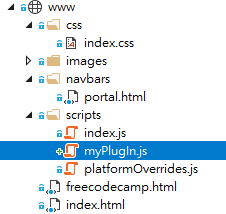 www
css
index.css
images
navbars
portal.html
scripts
index.js
myPlugIn.js
platformOverrides.js
freecodecamp.html
index.html